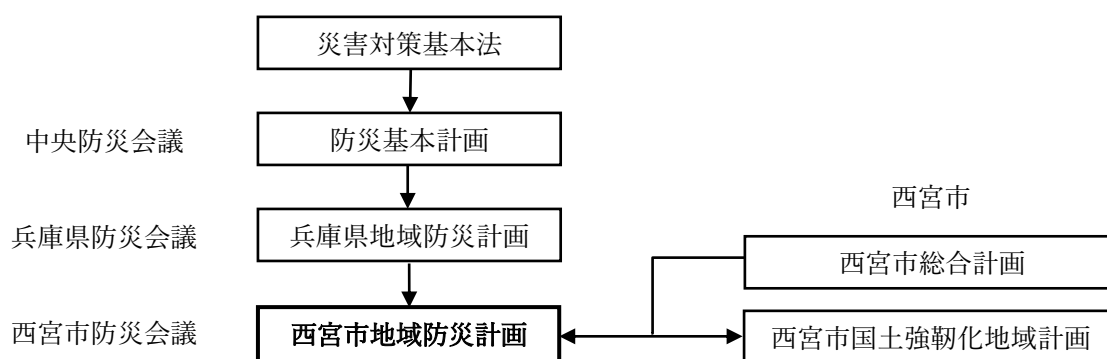 災害対策基本法
中央防災会議
防災基本計画
西宮市
兵庫県防災会議
兵庫県地域防災計画
西宮市総合計画
西宮市防災会議
西宮市地域防災計画
西宮市国土強靭化地域計画